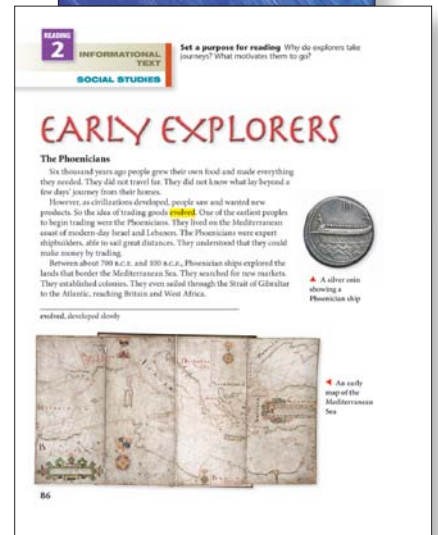 READING
2
INFORMATIONAL
TEXT
SOCIAL STUDIES
Set a purpose for reading Why do explorers take
journeys? What motivates them to go?
EARLY EXPLORERS
The Phoenicians
Six thousand years ago people grew their own food and made everything
they needed. They did not travel far. They did not know what lay beyond a
few days' journey from their homes.
However, as civilizations developed, people saw and wanted new
products. So the idea of trading goods evolved. One of the earliest peoples
to begin trading were the Phoenicians. They lived on the Mediterranean
coast of modern-day Israel and Lebanon. The Phoenicians were expert
shipbuilders, able to sail great distances. They understood that they could
make money by trading.
Between about 700 B.C.E. and 100 B.C.E., Phoenician ships explored the
lands that border the Mediterranean Sea. They searched for new markets.
They established colonies. They even sailed through the Strait of Gibraltar
to the Atlantic, reaching Britain and West Africa.
▲ A silver coin
showing a
Phoenician ship
evolved, developed slowly
◀ An early
map of the
Mediterranean
Sea
86